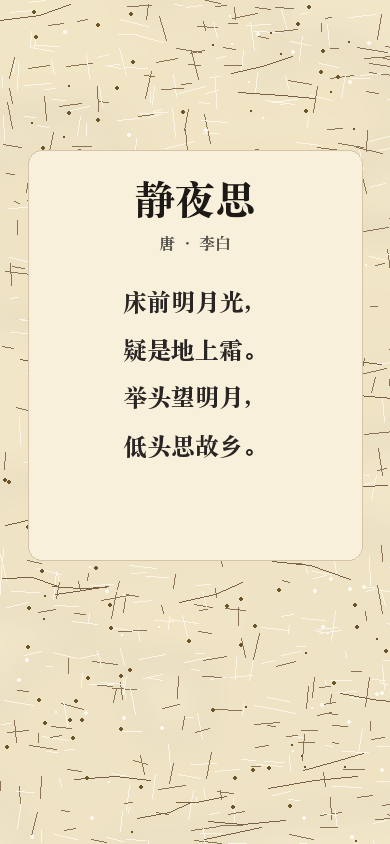 静夜思
唐 · 李白
床前明月光，
疑是地上霜。
举头望明月，
低头思故乡。